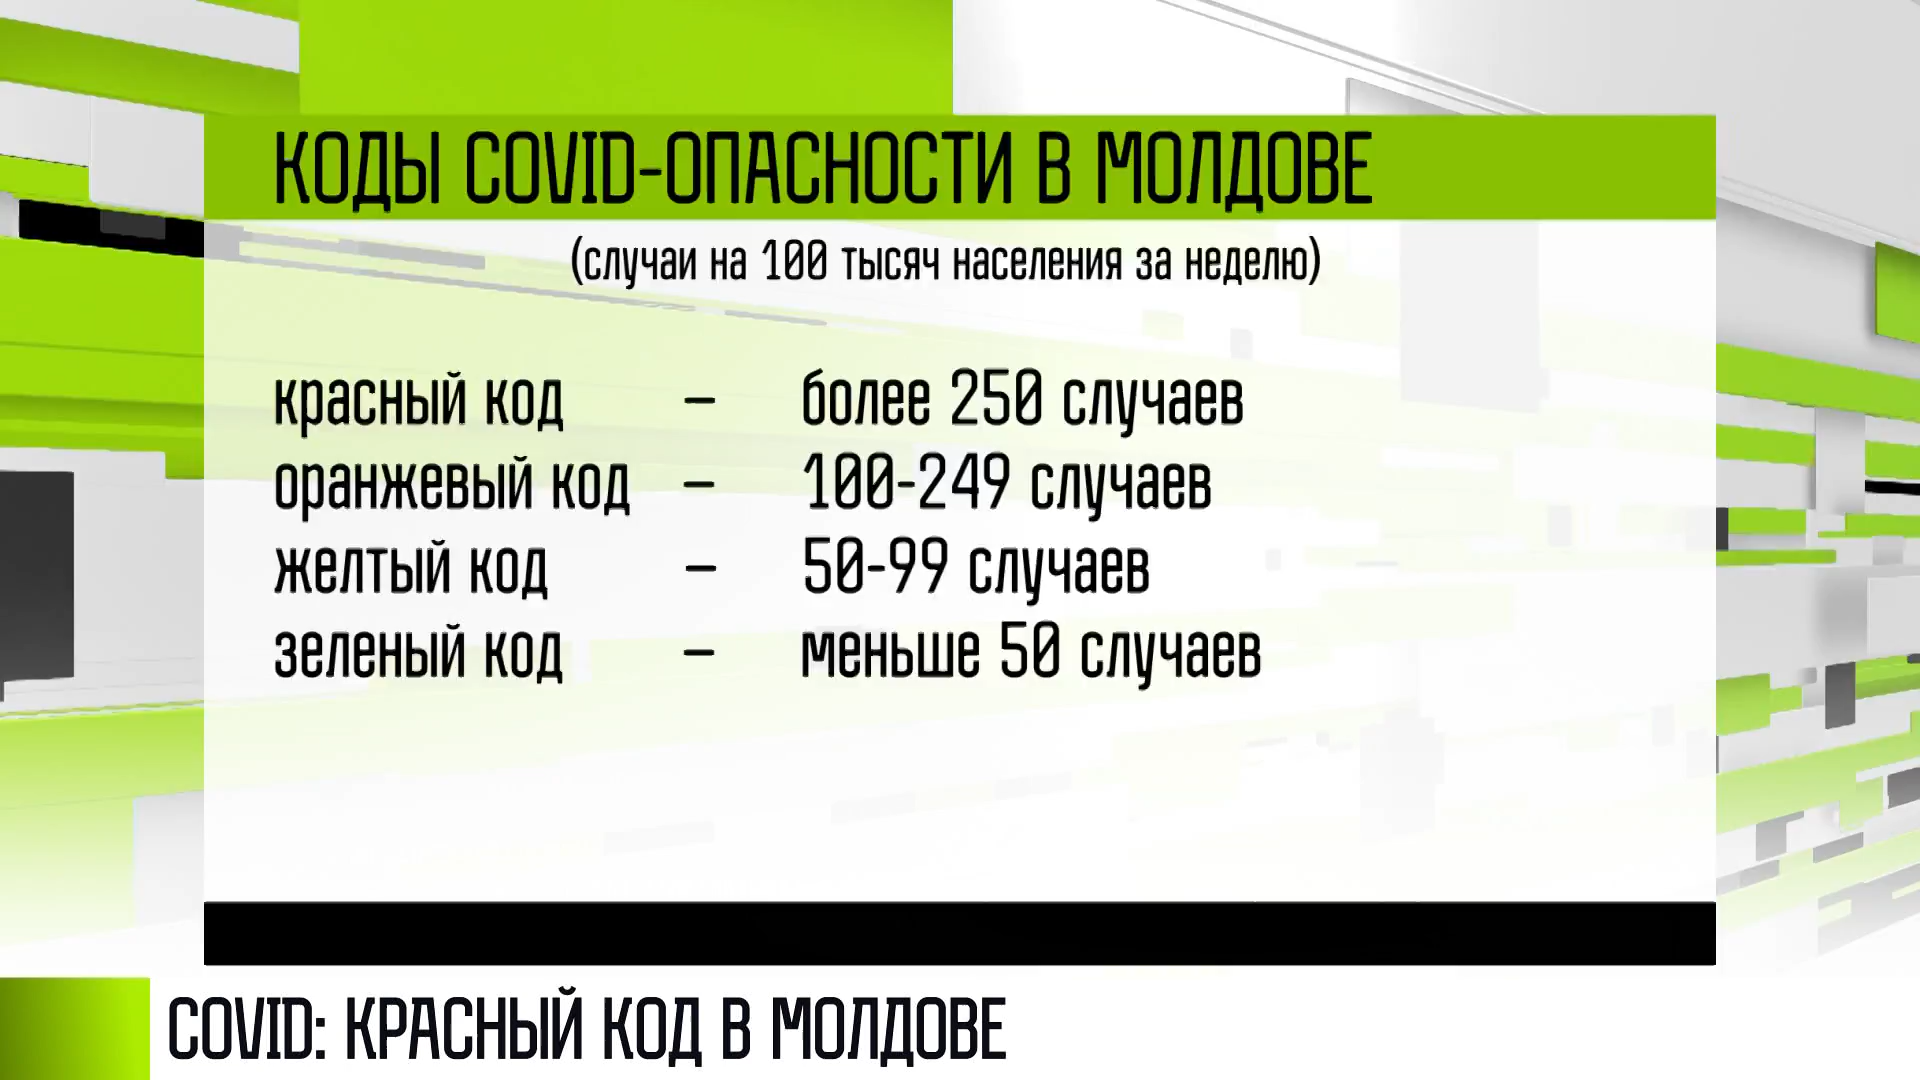 КОДЫ COVID-ОПАСНОСТИ В МОЛДОВЕ
(случаи на 100 тысяч населения за неделю)
красный код – более 250 случаев
оранжевый код – 100-249 случаев
желтый код – 50-99 случаев
зеленый код – меньше 50 случаев
COVID: КРАСНЫЙ КОД В МОЛДОВЕ